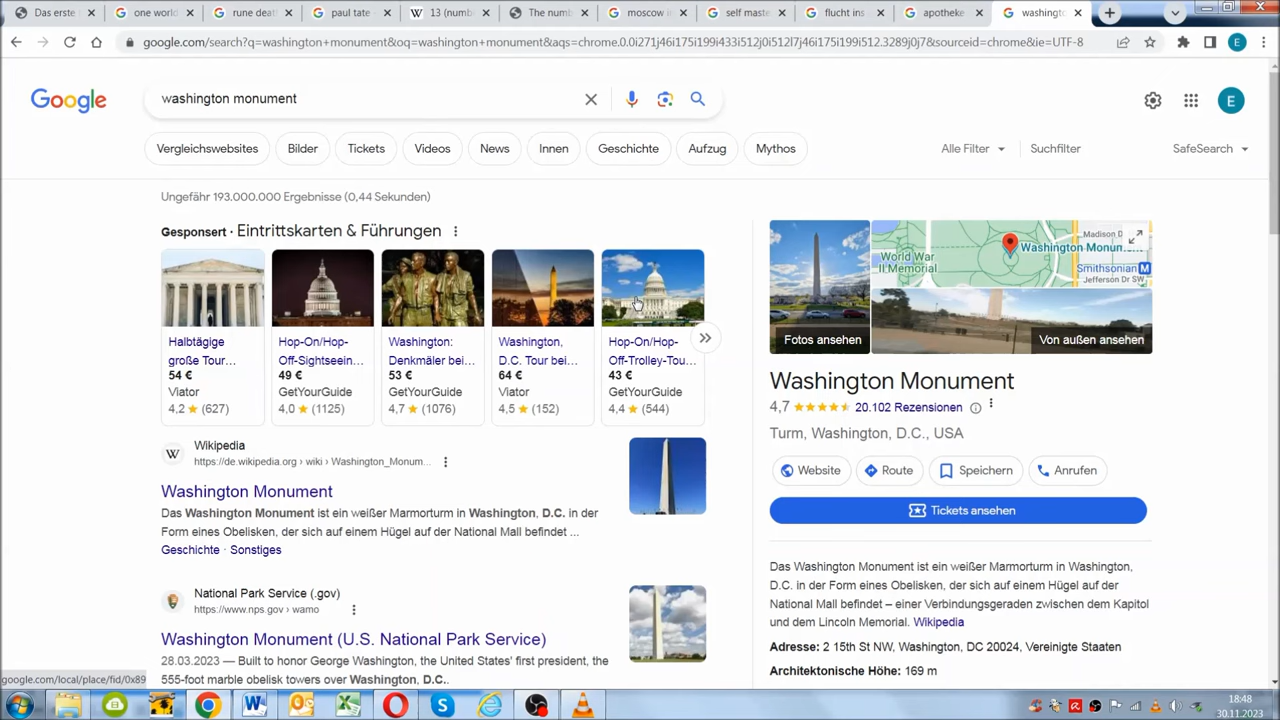 Das erste
one world
rune deat
paul tate
13 (num
The numb
moscow in
self maste
flucht ins
apotheke
washingto
google.com/search?q=washington+monument&oq=washington+monument&aqs=chrome.0.0i271j46i175i199i433i512j0i512l7j46i175i199i512.3289j0j7&sourceid=chrome&ie=UTF-8
E
Google
washington monument
E
Vergleichswebsites
Bilder
Tickets
Videos
News
Innen
Geschichte
Aufzug
Mythos
Alle Filter
Suchfilter
SafeSearch
Ungefähr 193.000.000 Ergebnisse (0,44 Sekunden)
Gesponsert · Eintrittskarten & Führungen
Halbtägige
große Tour...
54 €
Viator
4.2 ★ (627)
Hop-On/Hop-
Off-Sightseein...
49 €
GetYourGuide
4.0 ★ (1125)
Washington:
Denkmäler bei...
53 €
GetYourGuide
4,7 ★ (1076)
Washington,
D.C. Tour bei...
64 €
Viator
4.5 ★ (152)
Hop-On/Hop-
Off-Trolley-Tou...
43 €
GetYourGuide
4,4 ★ (544)
Wikipedia
https://de.wikipedia.org › wiki › Washington_Monum...
Washington Monument
Das Washington Monument ist ein weißer Marmorturm in Washington, D.C. in der
Form eines Obelisken, der sich auf einem Hügel auf der National Mall befindet ...
Geschichte · Sonstiges
National Park Service (.gov)
https://www.nps.gov › wamo
Washington Monument (U.S. National Park Service)
28.03.2023 — Built to honor George Washington, the United States' first president, the
555-foot marble obelisk towers over Washington, D.C.
google.com/local/place/fid/0x89
World War
II Memorial
Madison D
Washington Monum...
Smithsonian M
Jefferson Dr SW
Fotos ansehen
Von außen ansehen
Washington Monument
4,7 ★★★★★ 20.102 Rezensionen
Turm, Washington, D.C., USA
Website
Route
Speichern
Anrufen
Tickets ansehen
Das Washington Monument ist ein weißer Marmorturm in Washington,
D.C. in der Form eines Obelisken, der sich auf einem Hügel auf der
National Mall befindet – einer Verbindungsgeraden zwischen dem Kapitol
und dem Lincoln Memorial. Wikipedia
Adresse: 2 15th St NW, Washington, DC 20024, Vereinigte Staaten
Architektonische Höhe: 169 m
18:48
30.11.2023